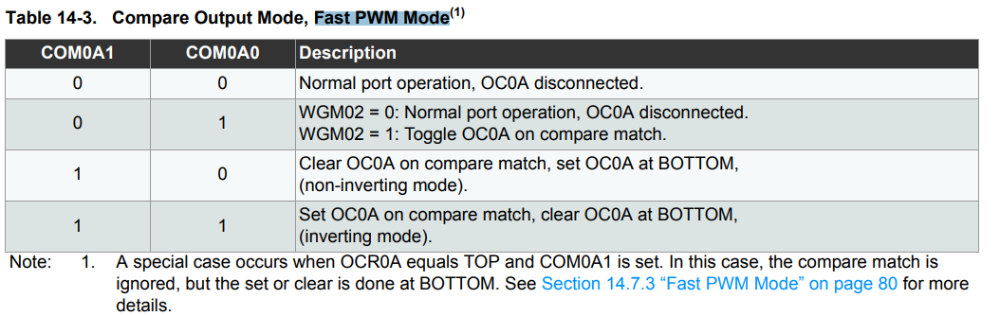 Table 14-3. Compare Output Mode, Fast PWM Mode(1)
COM0A1 COM0A0 Description
0 0 Normal port operation, OC0A disconnected.
0 1 WGM02 = 0: Normal port operation, OC0A disconnected.
WGM02 = 1: Toggle OC0A on compare match.
1 0 Clear OC0A on compare match, set OC0A at BOTTOM,
(non-inverting mode).
1 1 Set OC0A on compare match, clear OC0A at BOTTOM,
(inverting mode).
Note: 1. A special case occurs when OCR0A equals TOP and COM0A1 is set. In this case, the compare match is
ignored, but the set or clear is done at BOTTOM. See Section 14.7.3 “Fast PWM Mode” on page 80 for more
details.